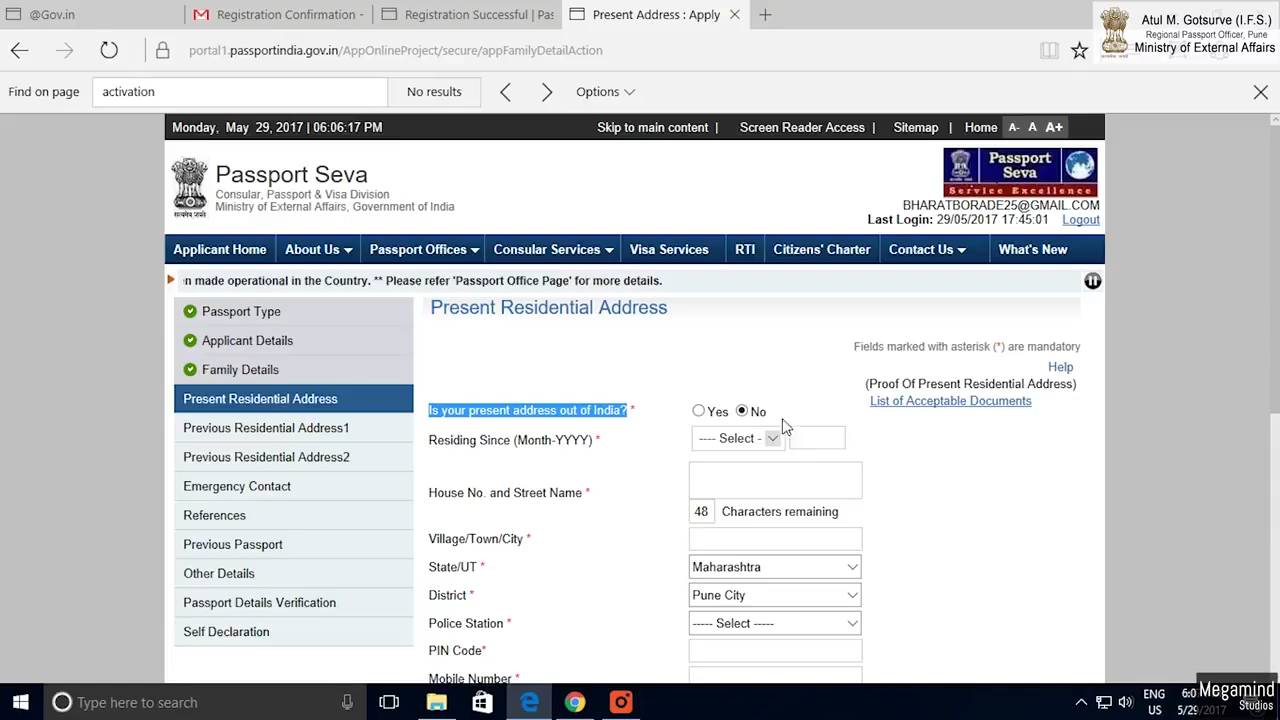 @Gov.in
Registration Confirmation -
Registration Successful | Pas
Present Address : Apply
Atul M. Gotsurve (I.F.S.)
Regional Passport Officer, Pune
Ministry of External Affairs
portal1.passportindia.gov.in/AppOnlineProject/secure/appFamilyDetailAction
Find on page
activation
No results
Options
Monday, May 29, 2017 | 06:06:17 PM
Skip to main content |
Screen Reader Access |
Sitemap |
Home
A- A A+
Passport Seva
Consular, Passport & Visa Division
Ministry of External Affairs, Government of India
सत्यमेव जयते
Passport
Seva
Service Excellence
BHARATBORADE25@GMAIL.COM
Last Login: 29/05/2017 17:45:01 Logout
Applicant Home
About Us
Passport Offices
Consular Services
Visa Services
RTI
Citizens' Charter
Contact Us
What's New
n made operational in the Country. ** Please refer 'Passport Office Page' for more details.
Passport Type
Applicant Details
Family Details
Present Residential Address
Previous Residential Address1
Previous Residential Address2
Emergency Contact
References
Previous Passport
Other Details
Passport Details Verification
Self Declaration
Present Residential Address
Fields marked with asterisk (*) are mandatory
Help
(Proof Of Present Residential Address)
List of Acceptable Documents
Is your present address out of India? *
Yes No
Residing Since (Month-YYYY) *
---- Select -
House No. and Street Name *
48 Characters remaining
Village/Town/City *
State/UT *
Maharashtra
District *
Pune City
Police Station *
----- Select -----
PIN Code*
Mobile Number *
Type here to search
ENG
US
6:0
5/29/2017
Megamind
Studios